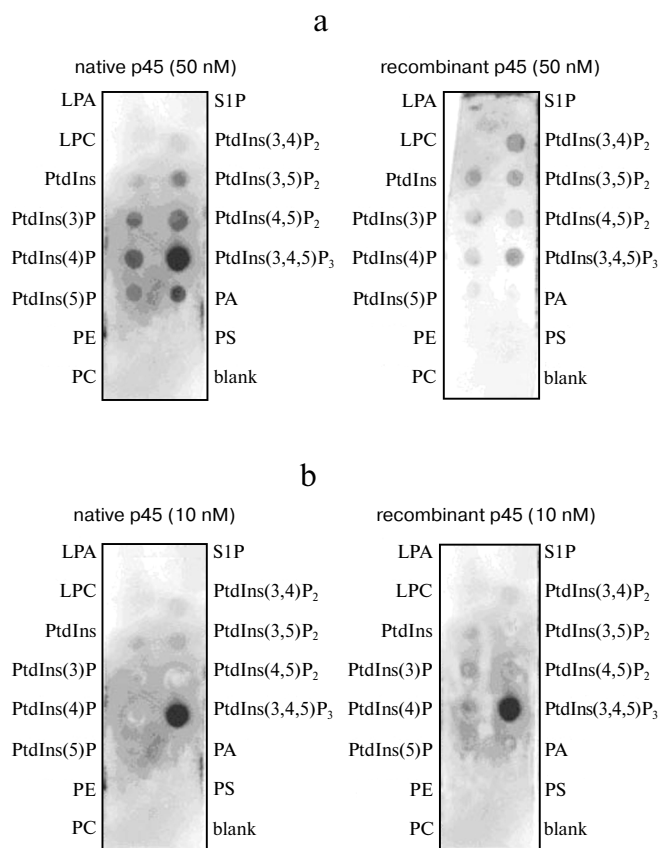 a
native p45 (50 nM)
recombinant p45 (50 nM)
LPA S1P LPA S1P
LPC PtdIns(3,4)P2 LPC PtdIns(3,4)P2
PtdIns PtdIns(3,5)P2 PtdIns PtdIns(3,5)P2
PtdIns(3)P PtdIns(4,5)P2 PtdIns(3)P PtdIns(4,5)P2
PtdIns(4)P PtdIns(3,4,5)P3 PtdIns(4)P PtdIns(3,4,5)P3
PtdIns(5)P PA PtdIns(5)P PA
PE PS PE PS
PC blank PC blank
b
native p45 (10 nM)
recombinant p45 (10 nM)
LPA S1P LPA S1P
LPC PtdIns(3,4)P2 LPC PtdIns(3,4)P2
PtdIns PtdIns(3,5)P2 PtdIns PtdIns(3,5)P2
PtdIns(3)P PtdIns(4,5)P2 PtdIns(3)P PtdIns(4,5)P2
PtdIns(4)P PtdIns(3,4,5)P3 PtdIns(4)P PtdIns(3,4,5)P3
PtdIns(5)P PA PtdIns(5)P PA
PE PS PE PS
PC blank PC blank